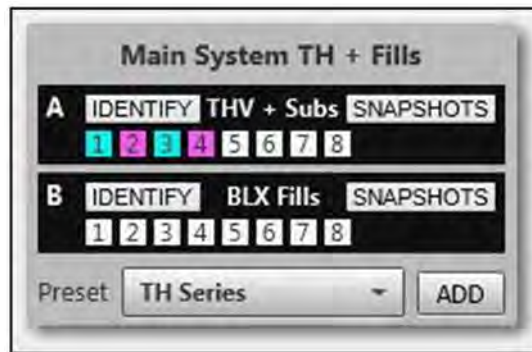 Main System TH + Fills
A IDENTIFY THV + Subs SNAPSHOTS
1 2 3 4 5 6 7 8
B IDENTIFY BLX Fills SNAPSHOTS
1 2 3 4 5 6 7 8
Preset TH Series ADD